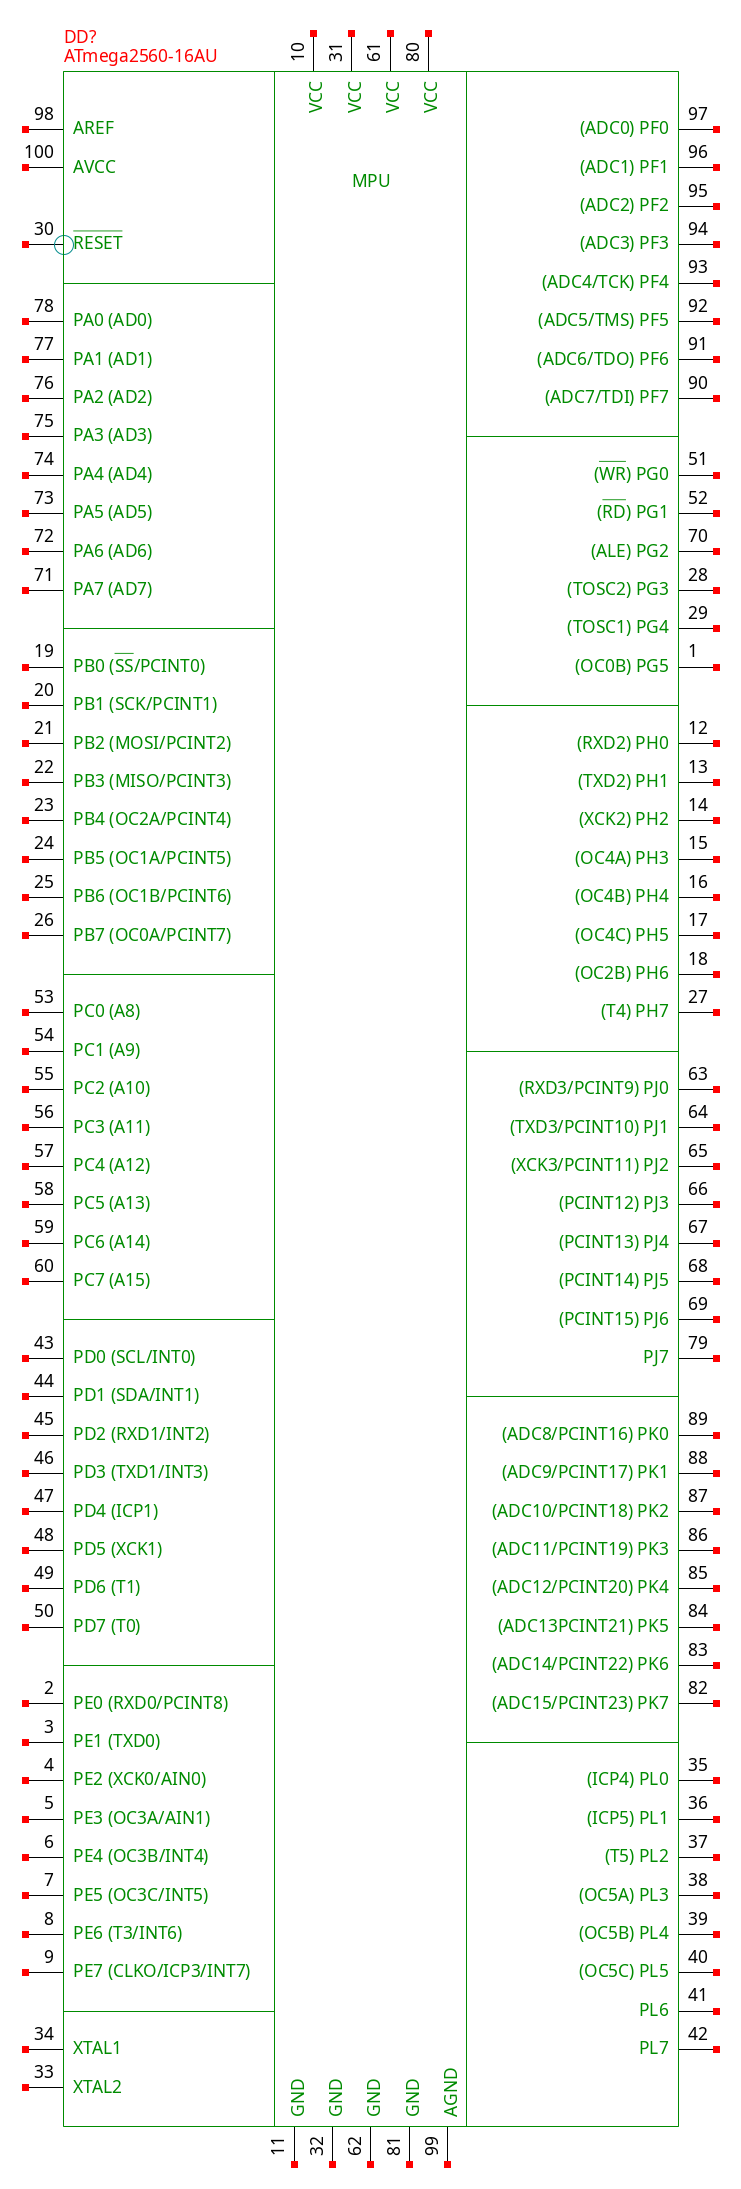 DD?
ATmega2560-16AU
10 VCC
31 VCC
61 VCC
80 VCC
MPU
98 AREF
100 AVCC
30 RESET
78 PA0 (AD0)
77 PA1 (AD1)
76 PA2 (AD2)
75 PA3 (AD3)
74 PA4 (AD4)
73 PA5 (AD5)
72 PA6 (AD6)
71 PA7 (AD7)
19 PB0 (SS/PCINT0)
20 PB1 (SCK/PCINT1)
21 PB2 (MOSI/PCINT2)
22 PB3 (MISO/PCINT3)
23 PB4 (OC2A/PCINT4)
24 PB5 (OC1A/PCINT5)
25 PB6 (OC1B/PCINT6)
26 PB7 (OC0A/PCINT7)
53 PC0 (A8)
54 PC1 (A9)
55 PC2 (A10)
56 PC3 (A11)
57 PC4 (A12)
58 PC5 (A13)
59 PC6 (A14)
60 PC7 (A15)
43 PD0 (SCL/INT0)
44 PD1 (SDA/INT1)
45 PD2 (RXD1/INT2)
46 PD3 (TXD1/INT3)
47 PD4 (ICP1)
48 PD5 (XCK1)
49 PD6 (T1)
50 PD7 (T0)
2 PE0 (RXD0/PCINT8)
3 PE1 (TXD0)
4 PE2 (XCK0/AIN0)
5 PE3 (OC3A/AIN1)
6 PE4 (OC3B/INT4)
7 PE5 (OC3C/INT5)
8 PE6 (T3/INT6)
9 PE7 (CLKO/ICP3/INT7)
34 XTAL1
33 XTAL2
(ADC0) PF0 97
(ADC1) PF1 96
(ADC2) PF2 95
(ADC3) PF3 94
(ADC4/TCK) PF4 93
(ADC5/TMS) PF5 92
(ADC6/TDO) PF6 91
(ADC7/TDI) PF7 90
(WR) PG0 51
(RD) PG1 52
(ALE) PG2 70
(TOSC2) PG3 28
(TOSC1) PG4 29
(OC0B) PG5 1
(RXD2) PH0 12
(TXD2) PH1 13
(XCK2) PH2 14
(OC4A) PH3 15
(OC4B) PH4 16
(OC4C) PH5 17
(OC2B) PH6 18
(T4) PH7 27
(RXD3/PCINT9) PJ0 63
(TXD3/PCINT10) PJ1 64
(XCK3/PCINT11) PJ2 65
(PCINT12) PJ3 66
(PCINT13) PJ4 67
(PCINT14) PJ5 68
(PCINT15) PJ6 69
PJ7 79
(ADC8/PCINT16) PK0 89
(ADC9/PCINT17) PK1 88
(ADC10/PCINT18) PK2 87
(ADC11/PCINT19) PK3 86
(ADC12/PCINT20) PK4 85
(ADC13PCINT21) PK5 84
(ADC14/PCINT22) PK6 83
(ADC15/PCINT23) PK7 82
(ICP4) PL0 35
(ICP5) PL1 36
(T5) PL2 37
(OC5A) PL3 38
(OC5B) PL4 39
(OC5C) PL5 40
PL6 41
PL7 42
11 GND
32 GND
62 GND
81 GND
99 AGND